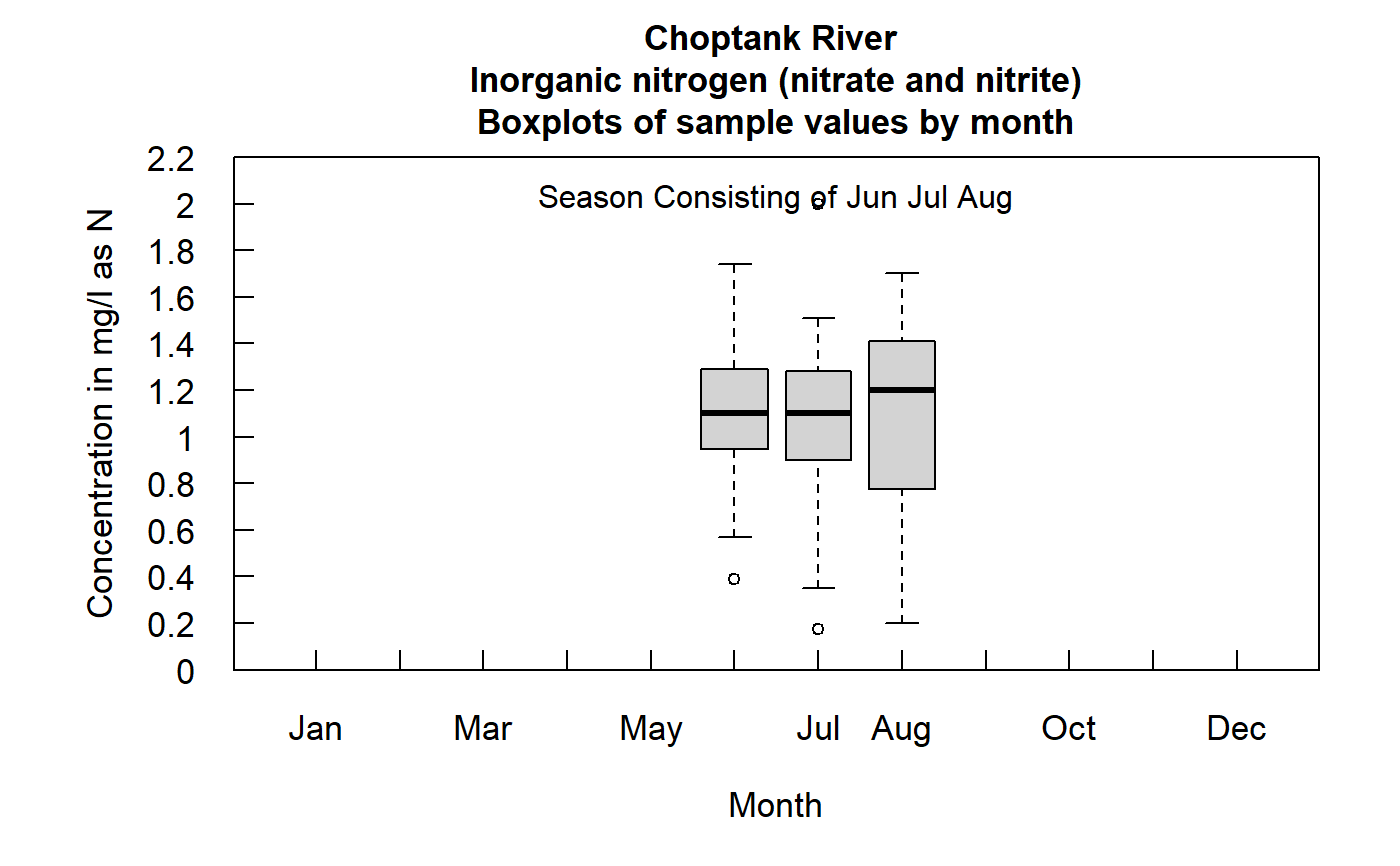 Choptank River
Inorganic nitrogen (nitrate and nitrite)
Boxplots of sample values by month
Season Consisting of Jun Jul Aug
Concentration in mg/l as N
2.2
2
1.8
1.6
1.4
1.2
1
0.8
0.6
0.4
0.2
0
Jan Mar May Jul Aug Oct Dec
Month